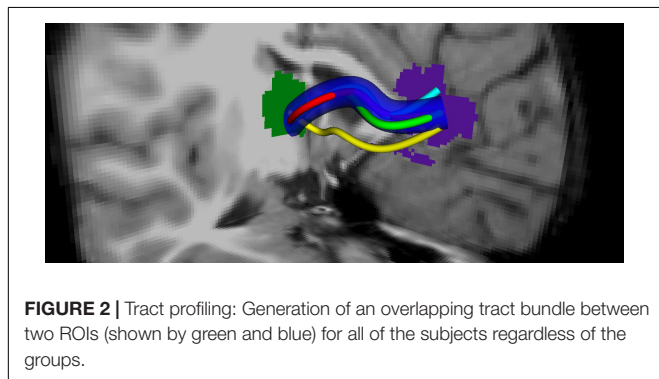 FIGURE 2 | Tract profiling: Generation of an overlapping tract bundle between
two ROIs (shown by green and blue) for all of the subjects regardless of the
groups.